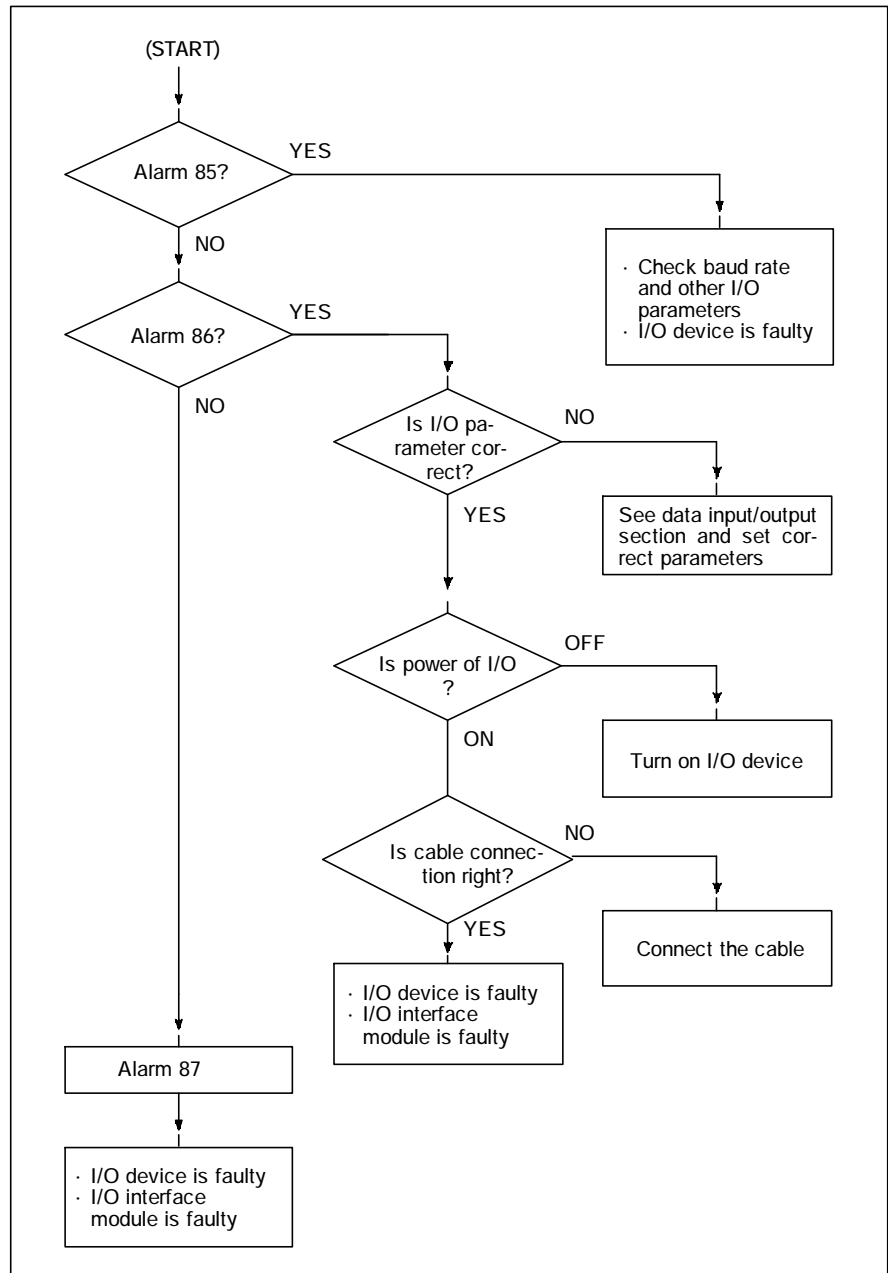 (START)
Alarm 85?
YES
NO
· Check baud rate
and other I/O
parameters
· I/O device is faulty
Alarm 86?
YES
NO
Is I/O pa-
rameter cor-
rect?
NO
YES
See data input/output
section and set cor-
rect parameters
Is power of I/O
?
OFF
ON
Turn on I/O device
Is cable connec-
tion right?
NO
YES
Connect the cable
· I/O device is faulty
· I/O interface
module is faulty
Alarm 87
· I/O device is faulty
· I/O interface
module is faulty